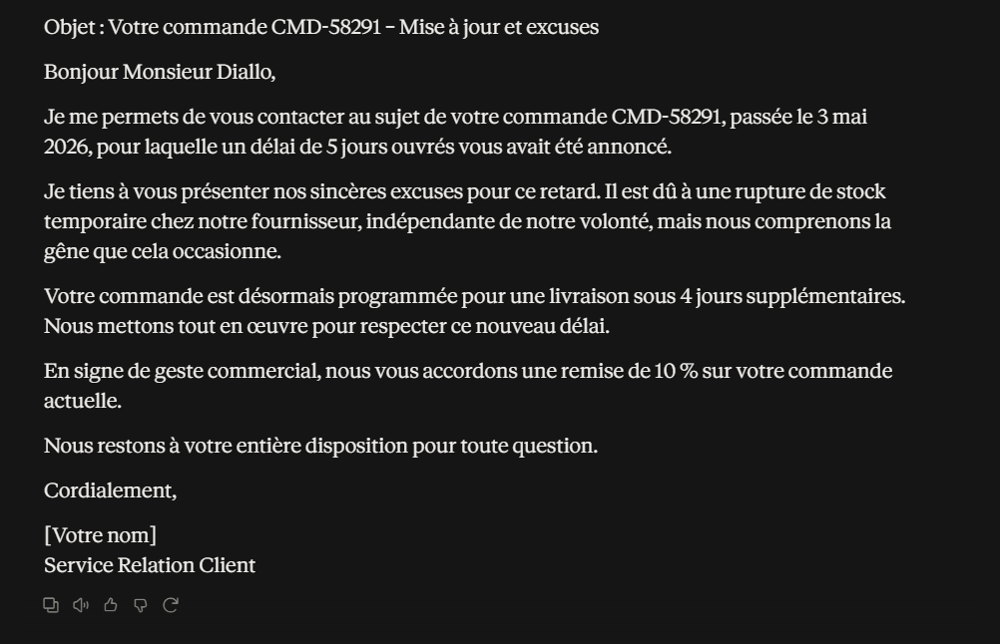 Objet : Votre commande CMD-58291 – Mise à jour et excuses
Bonjour Monsieur Diallo,
Je me permets de vous contacter au sujet de votre commande CMD-58291, passée le 3 mai
2026, pour laquelle un délai de 5 jours ouvrés vous avait été annoncé.
Je tiens à vous présenter nos sincères excuses pour ce retard. Il est dû à une rupture de stock
temporaire chez notre fournisseur, indépendante de notre volonté, mais nous comprenons la
gêne que cela occasionne.
Votre commande est désormais programmée pour une livraison sous 4 jours supplémentaires.
Nous mettons tout en œuvre pour respecter ce nouveau délai.
En signe de geste commercial, nous vous accordons une remise de 10 % sur votre commande
actuelle.
Nous restons à votre entière disposition pour toute question.
Cordialement,
[Votre nom]
Service Relation Client